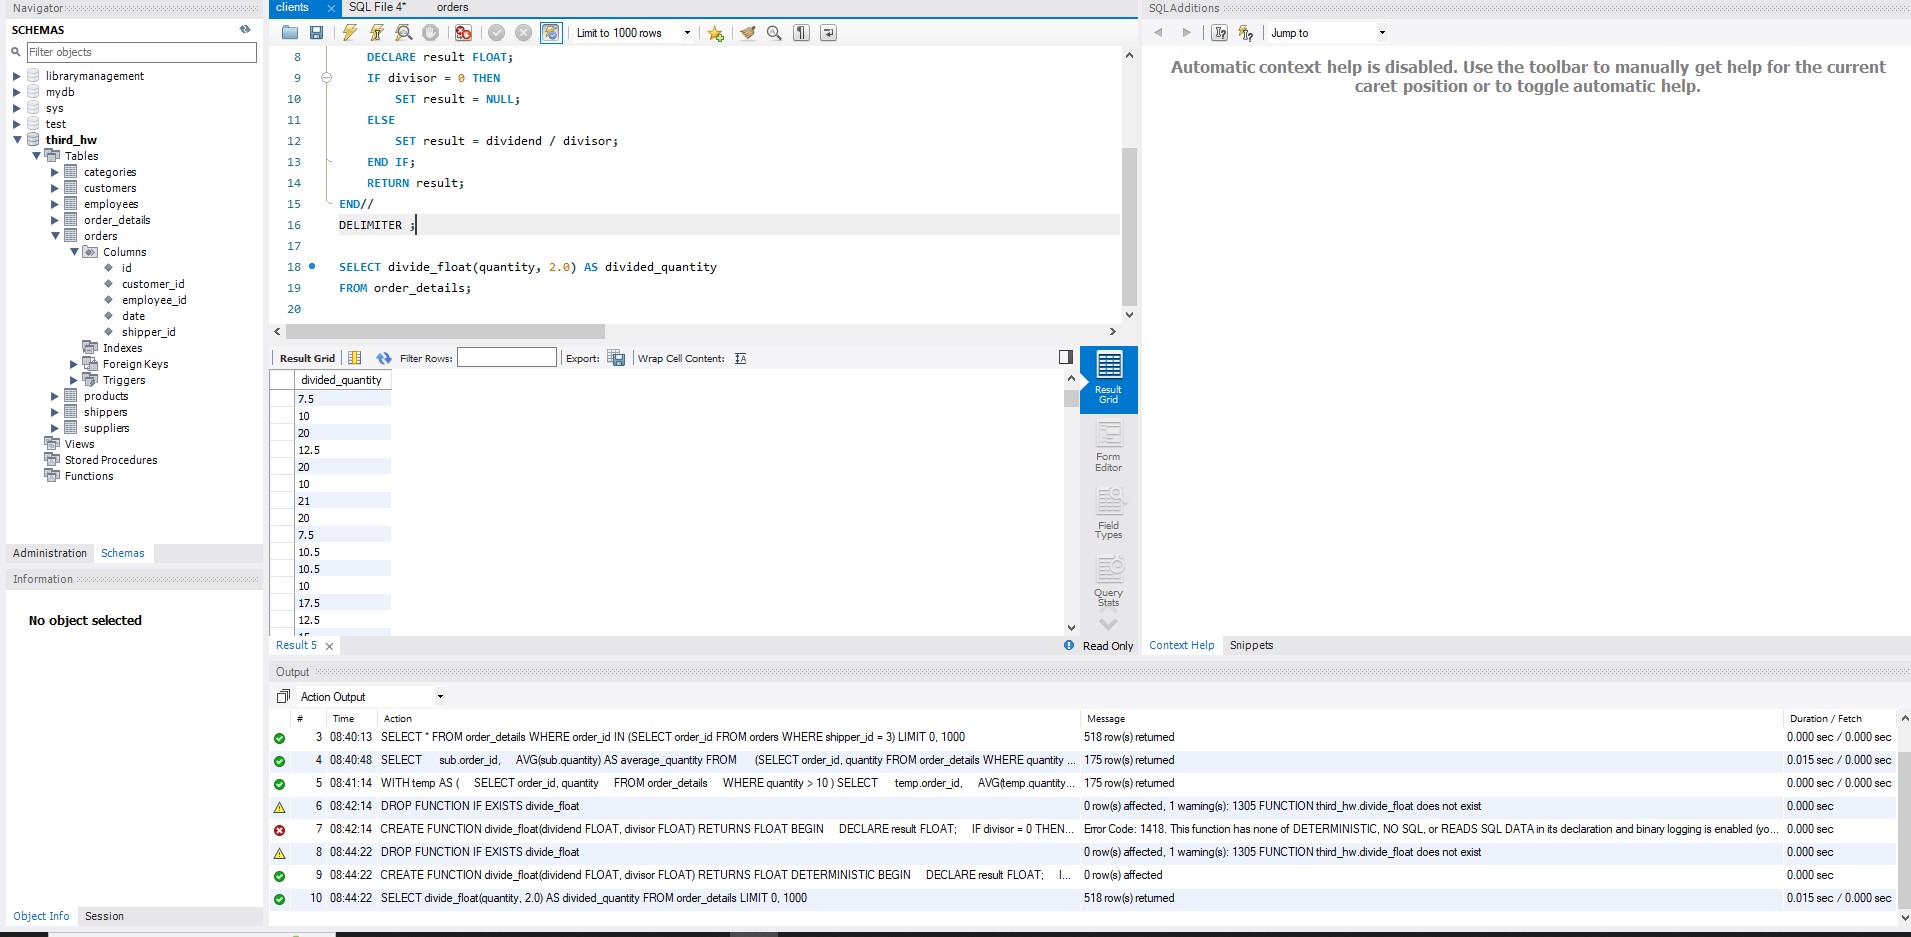 Navigator
SCHEMAS
Filter objects
librarymanagement
mydb
sys
test
third_hw
Tables
categories
customers
employees
order_details
orders
Columns
id
customer_id
employee_id
date
shipper_id
Indexes
Foreign Keys
Triggers
products
shippers
suppliers
Views
Stored Procedures
Functions
Administration Schemas
Information
No object selected
Object Info Session
clients SQL File 4* orders
Limit to 1000 rows
8 DECLARE result FLOAT;
9 IF divisor = 0 THEN
10 SET result = NULL;
11 ELSE
12 SET result = dividend / divisor;
13 END IF;
14 RETURN result;
15 END//
16 DELIMITER ;
17
18 SELECT divide_float(quantity, 2.0) AS divided_quantity
19 FROM order_details;
20
Result Grid Filter Rows: Export: Wrap Cell Content:
divided_quantity
7.5
10
20
12.5
20
10
21
20
7.5
10.5
10.5
10
17.5
12.5
15
Result Grid
Form Editor
Field Types
Query Stats
Result 5 Read Only
SQLAdditions
Jump to
Automatic context help is disabled. Use the toolbar to manually get help for the current
caret position or to toggle automatic help.
Context Help Snippets
Output
Action Output
# Time Action Message Duration / Fetch
3 08:40:13 SELECT * FROM order_details WHERE order_id IN (SELECT order_id FROM orders WHERE shipper_id = 3) LIMIT 0, 1000 518 row(s) returned 0.000 sec / 0.000 sec
4 08:40:48 SELECT sub.order_id, AVG(sub.quantity) AS average_quantity FROM (SELECT order_id, quantity FROM order_details WHERE quantity ... 175 row(s) returned 0.015 sec / 0.000 sec
5 08:41:14 WITH temp AS ( SELECT order_id, quantity FROM order_details WHERE quantity > 10 ) SELECT temp.order_id, AVG(temp.quantity... 175 row(s) returned 0.000 sec / 0.000 sec
6 08:42:14 DROP FUNCTION IF EXISTS divide_float 0 row(s) affected, 1 warning(s): 1305 FUNCTION third_hw.divide_float does not exist 0.000 sec
7 08:42:14 CREATE FUNCTION divide_float(dividend FLOAT, divisor FLOAT) RETURNS FLOAT BEGIN DECLARE result FLOAT; IF divisor = 0 THEN... Error Code: 1418. This function has none of DETERMINISTIC, NO SQL, or READS SQL DATA in its declaration and binary logging is enabled (yo... 0.000 sec
8 08:44:22 DROP FUNCTION IF EXISTS divide_float 0 row(s) affected, 1 warning(s): 1305 FUNCTION third_hw.divide_float does not exist 0.000 sec
9 08:44:22 CREATE FUNCTION divide_float(dividend FLOAT, divisor FLOAT) RETURNS FLOAT DETERMINISTIC BEGIN DECLARE result FLOAT; I... 0 row(s) affected 0.000 sec
10 08:44:22 SELECT divide_float(quantity, 2.0) AS divided_quantity FROM order_details LIMIT 0, 1000 518 row(s) returned 0.015 sec / 0.000 sec